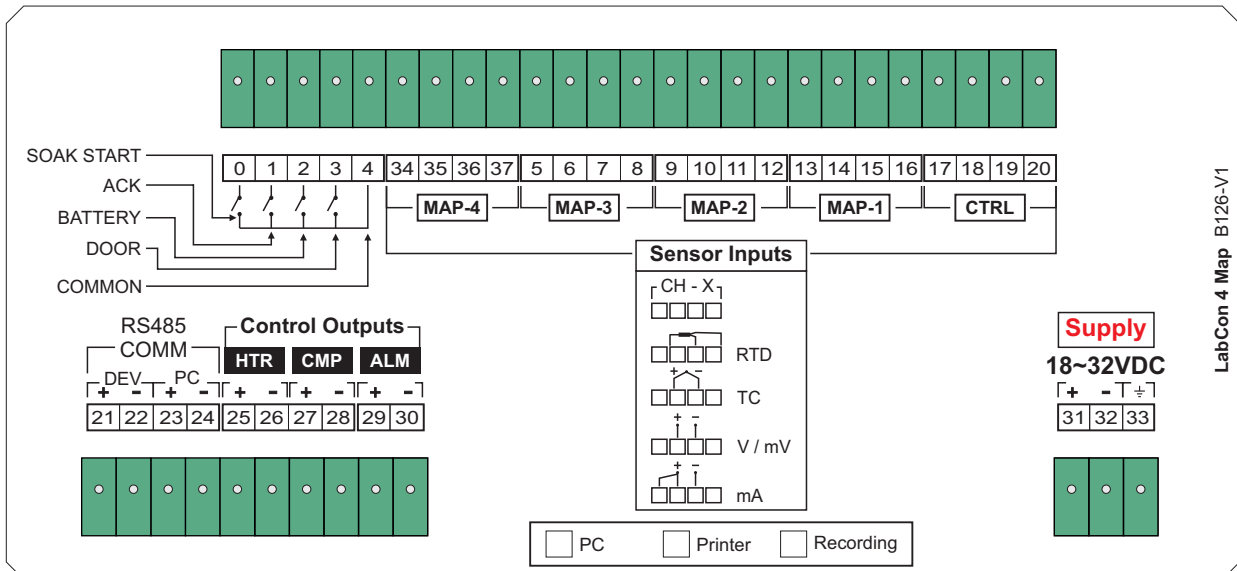 SOAK START
ACK
BATTERY
DOOR
COMMON
0 1 2 3 4 34 35 36 37 5 6 7 8 9 10 11 12 13 14 15 16 17 18 19 20
MAP-4 MAP-3 MAP-2 MAP-1 CTRL
Sensor Inputs
CH - X
RTD
+ -
TC
+ -
V / mV
+ -
mA
RS485
COMM
DEV PC
+ - + -
21 22 23 24
Control Outputs
HTR CMP ALM
+ - + - + -
25 26 27 28 29 30
Supply
18~32VDC
+ -
31 32 33
PC Printer Recording
LabCon 4 Map B126-V1